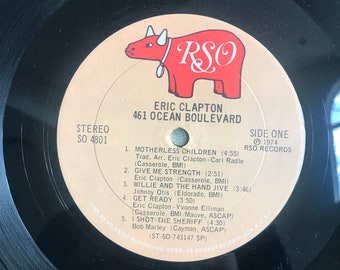 RSO
ERIC CLAPTON
461 OCEAN BOULEVARD
STEREO
SO 4801
SIDE ONE
℗ 1974
RSO RECORDS
1. MOTHERLESS CHILDREN (4:55)
Trad. Arr. Eric Clapton-Carl Radle
(Casserole, BMI)
2. GIVE ME STRENGTH (2:51)
Eric Clapton (Casserole, BMI)
3. WILLIE AND THE HAND JIVE (3:46)
Johnny Otis (Eldorado, BMI)
4. GET READY (3:50)
Eric Clapton-Yvonne Elliman
(Casserole, BMI-Mauve, ASCAP)
5. I SHOT THE SHERIFF (4:30)
Bob Marley (Cayman, ASCAP)
(ST-SO-743147 SP)